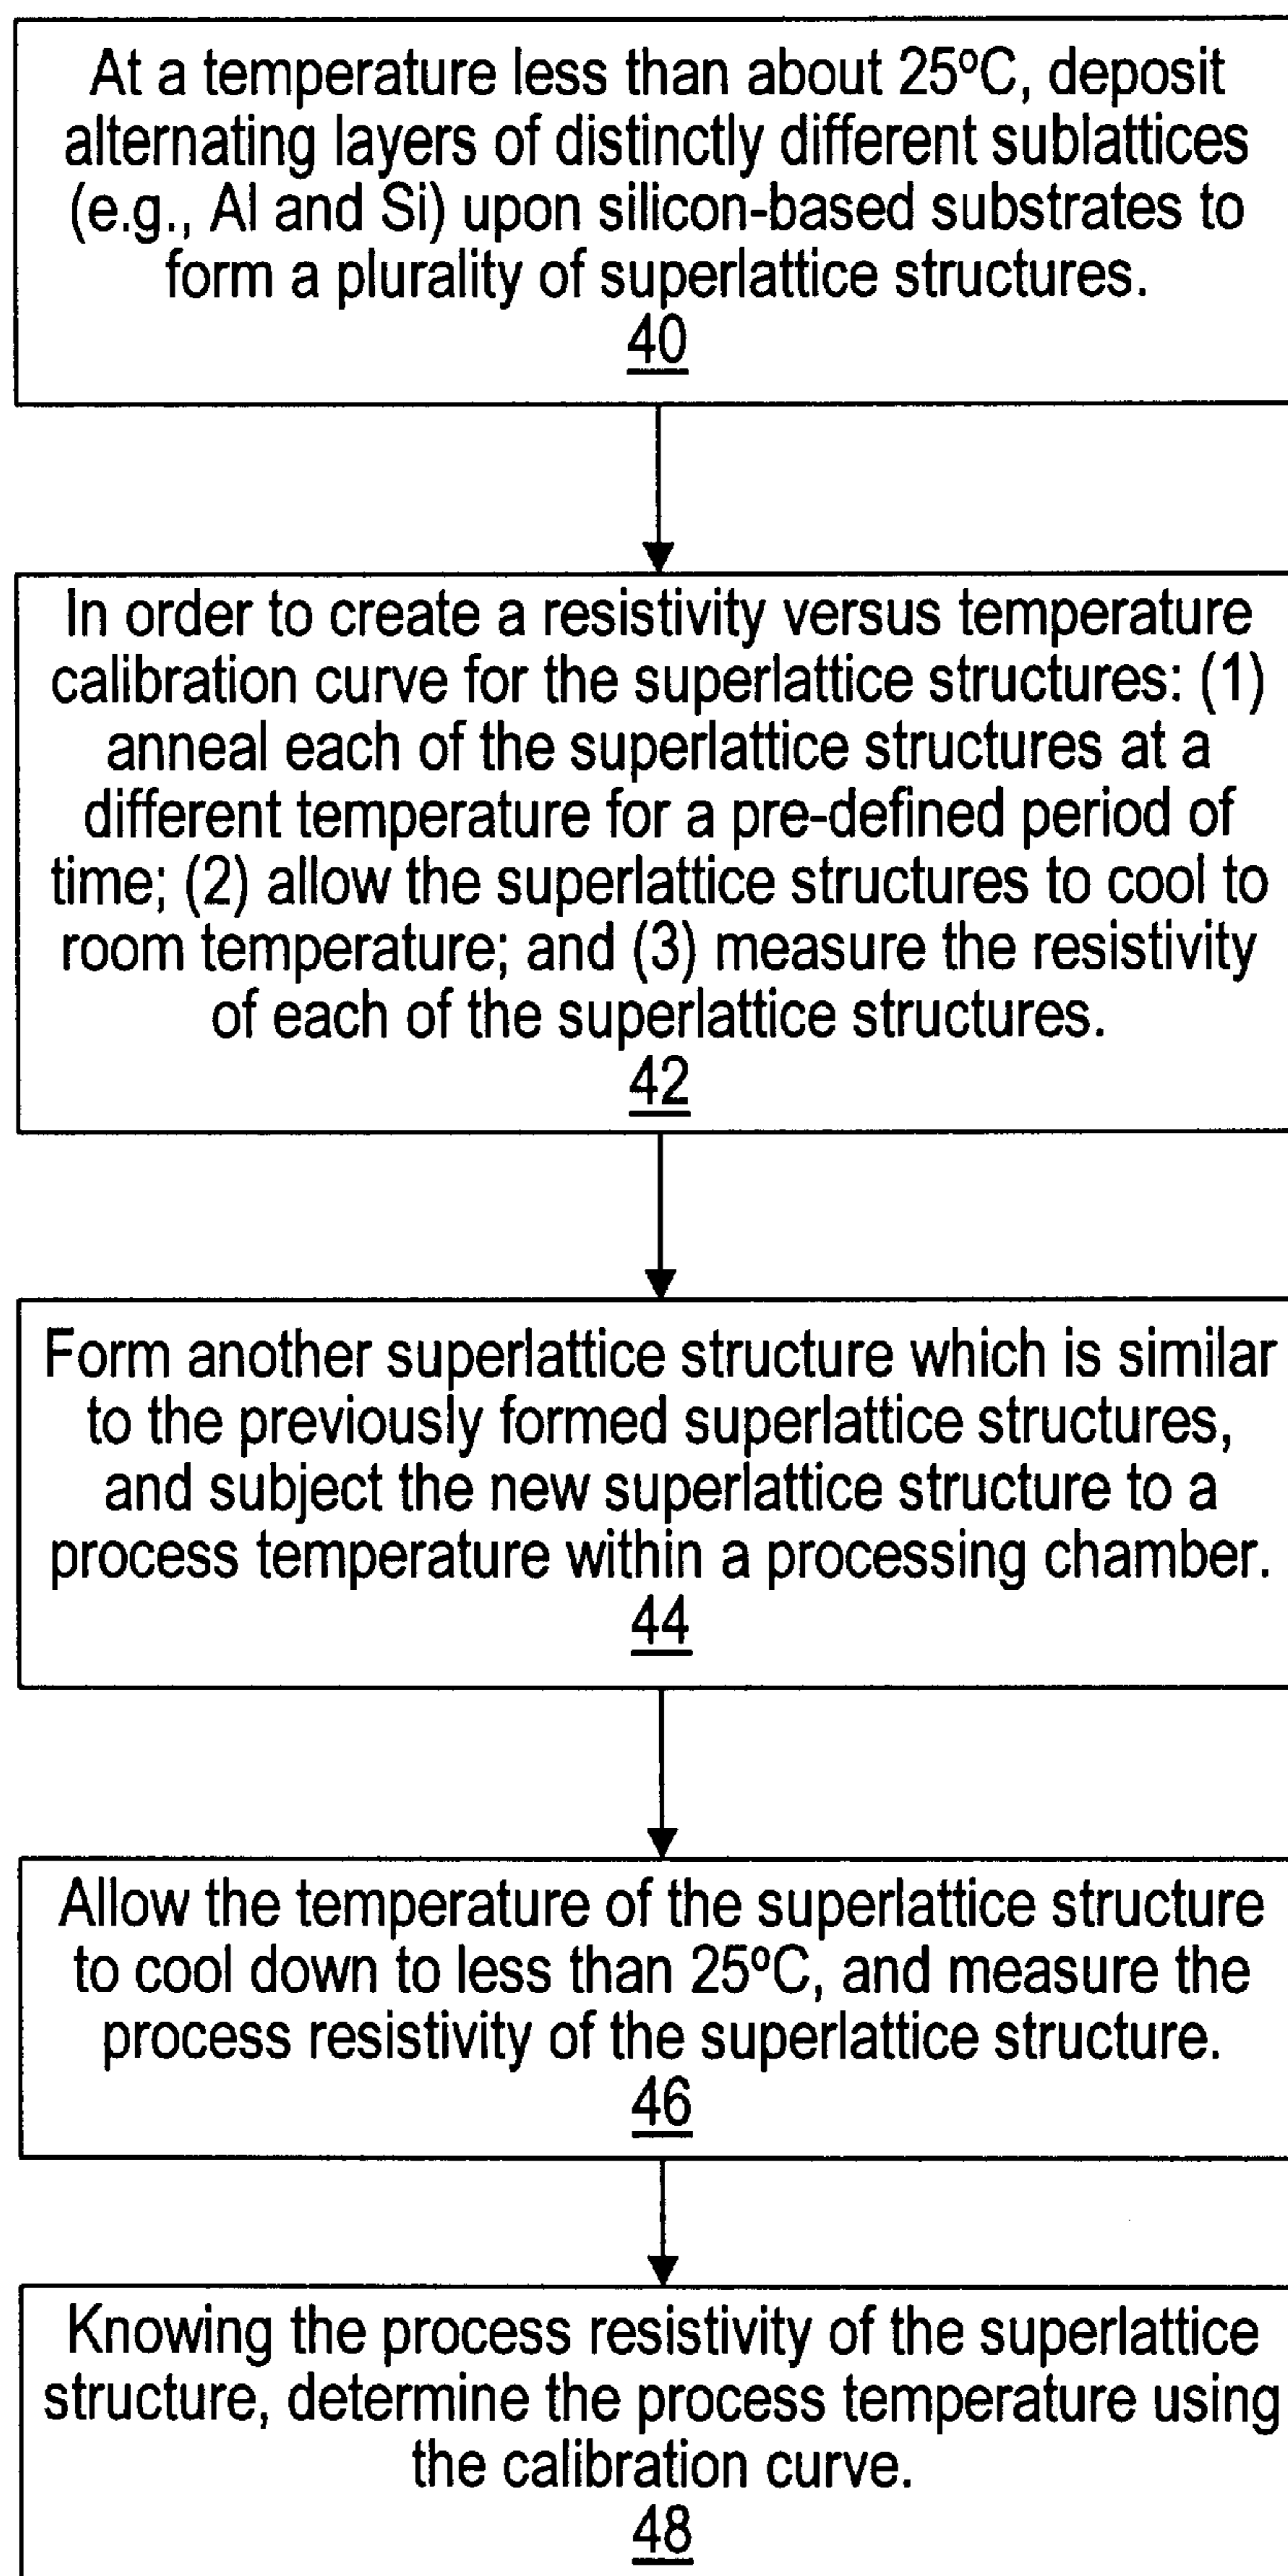 At a temperature less than about 25ºC, deposit
alternating layers of distinctly different sublattices
(e.g., Al and Si) upon silicon-based substrates to
form a plurality of superlattice structures.
40
In order to create a resistivity versus temperature
calibration curve for the superlattice structures: (1)
anneal each of the superlattice structures at a
different temperature for a pre-defined period of
time; (2) allow the superlattice structures to cool to
room temperature; and (3) measure the resistivity
of each of the superlattice structures.
42
Form another superlattice structure which is similar
to the previously formed superlattice structures,
and subject the new superlattice structure to a
process temperature within a processing chamber.
44
Allow the temperature of the superlattice structure
to cool down to less than 25ºC, and measure the
process resistivity of the superlattice structure.
46
Knowing the process resistivity of the superlattice
structure, determine the process temperature using
the calibration curve.
48